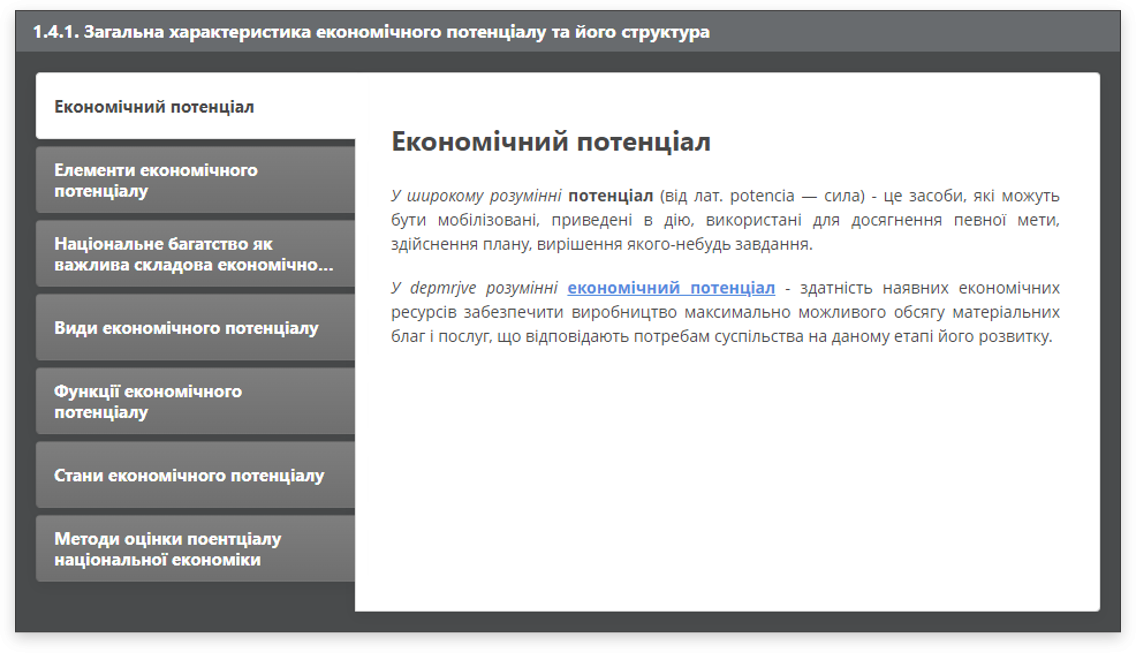 1.4.1. Загальна характеристика економічного потенціалу та його структура
Економічний потенціал
Елементи економічного
потенціалу
Національне багатство як
важлива складова економічно...
Види економічного потенціалу
Функції економічного
потенціалу
Стани економічного потенціалу
Методи оцінки поентціалу
національної економіки
Економічний потенціал
У широкому розумінні потенціал (від лат. potencia — сила) - це засоби, які можуть
бути мобілізовані, приведені в дію, використані для досягнення певної мети,
здійснення плану, вирішення якого-небудь завдання.
У deptrjve розумінні економічний потенціал - здатність наявних економічних
ресурсів забезпечити виробництво максимально можливого обсягу матеріальних
благ і послуг, що відповідають потребам суспільства на даному етапі його розвитку.